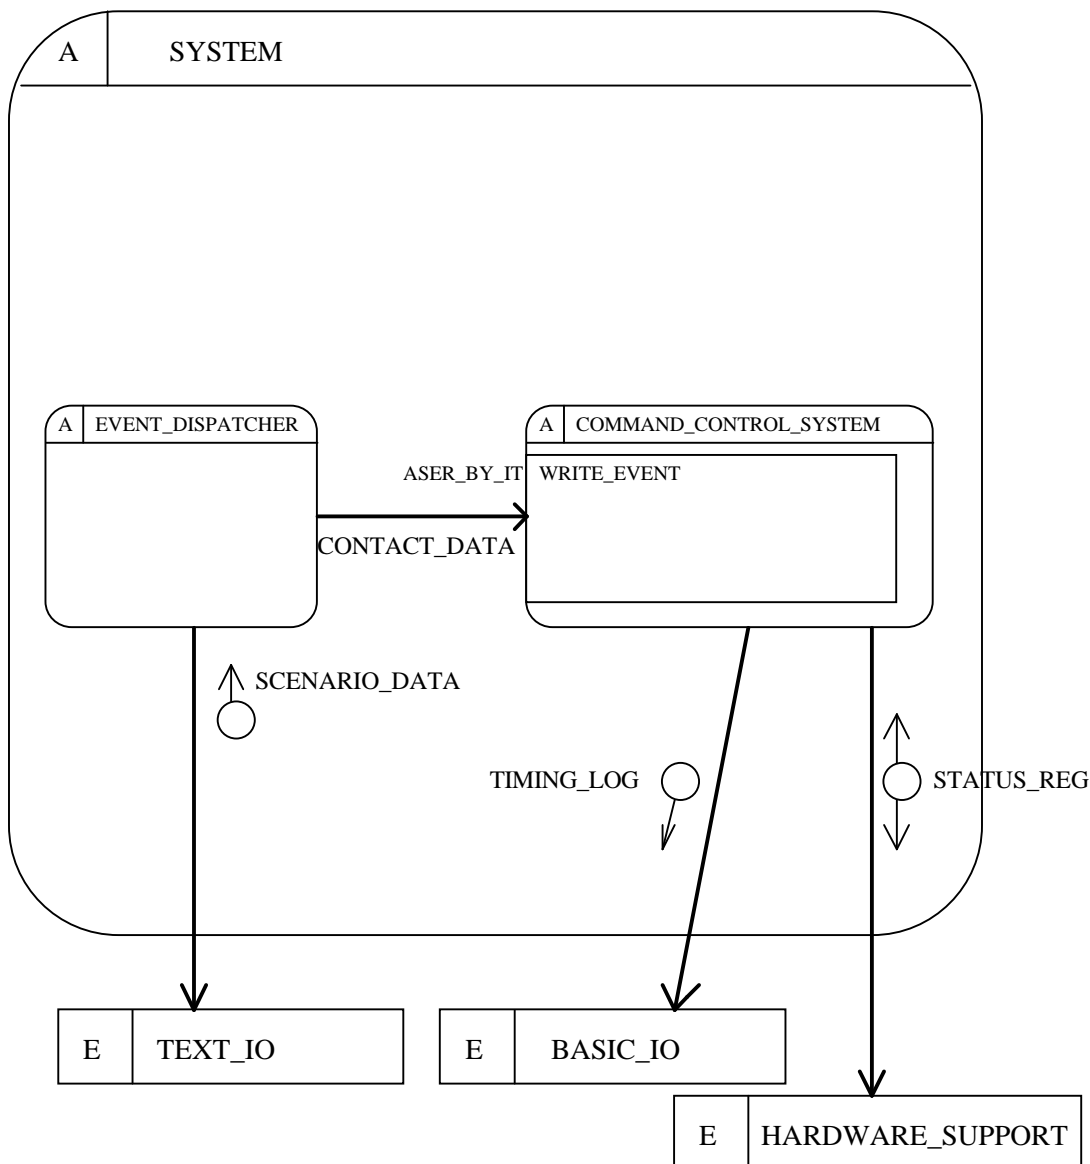 A SYSTEM
A EVENT_DISPATCHER
A COMMAND_CONTROL_SYSTEM
ASER_BY_IT WRITE_EVENT
CONTACT_DATA
SCENARIO_DATA
TIMING_LOG
STATUS_REG
E TEXT_IO
E BASIC_IO
E HARDWARE_SUPPORT